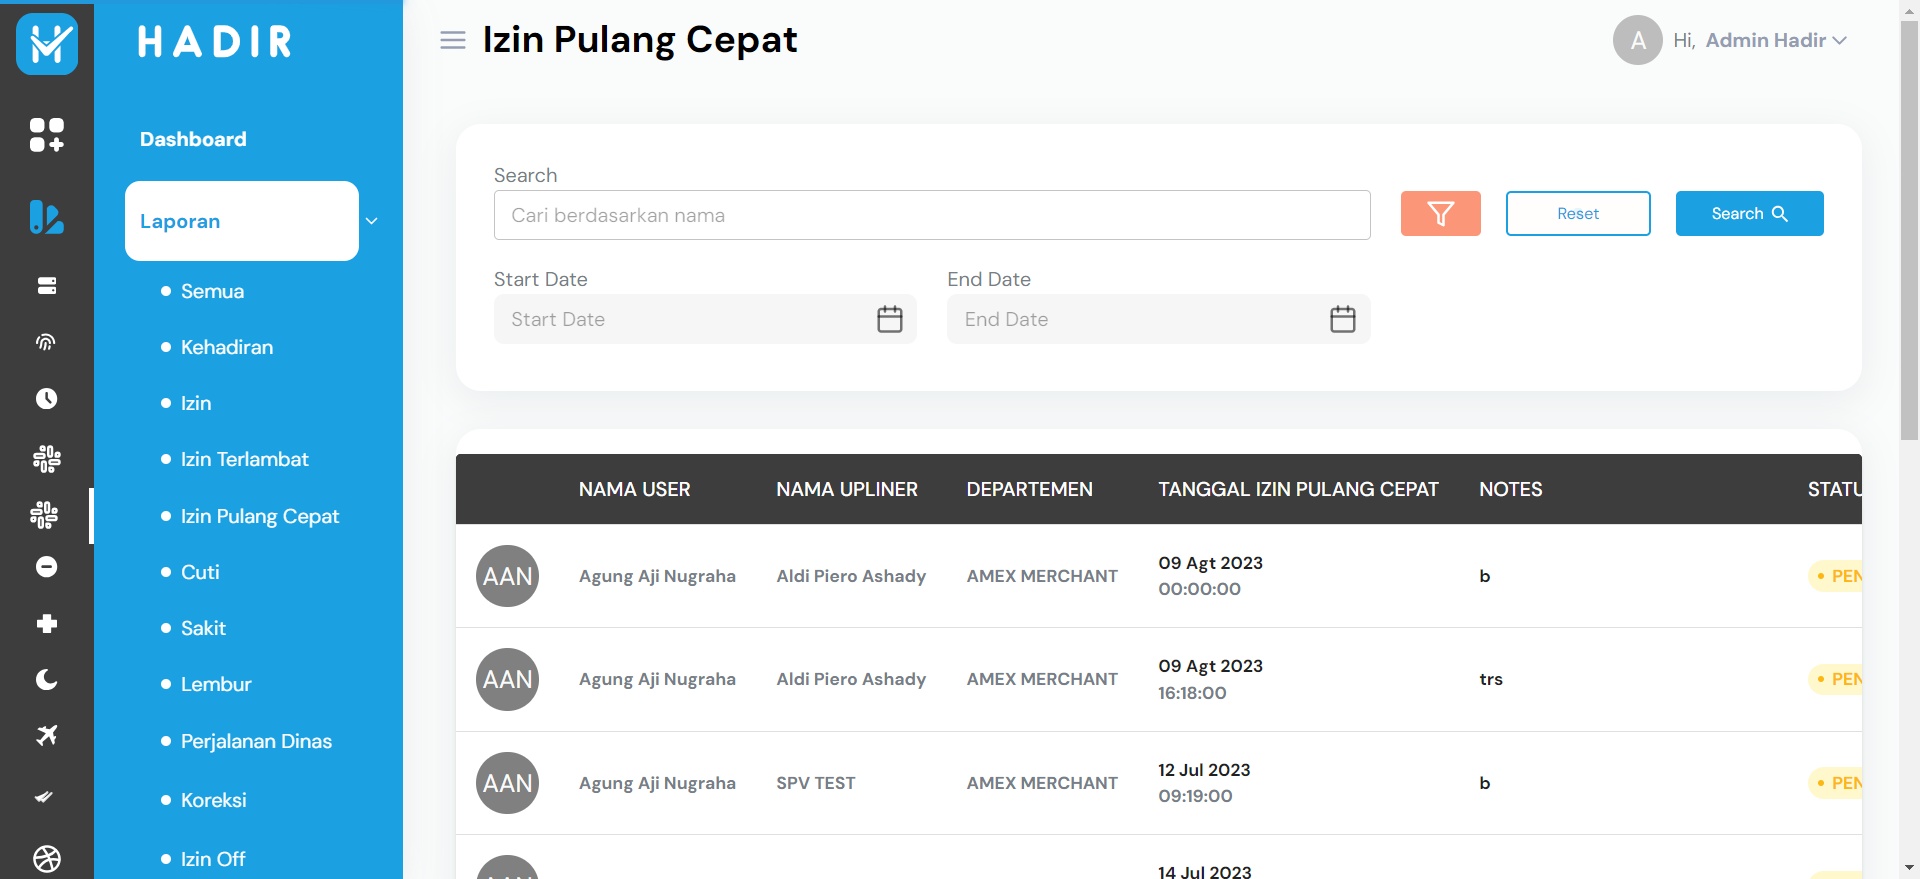 HADIR
Izin Pulang Cepat
A
Hi, Admin Hadir
Dashboard
Laporan
Semua
Kehadiran
Izin
Izin Terlambat
Izin Pulang Cepat
Cuti
Sakit
Lembur
Perjalanan Dinas
Koreksi
Izin Off
Search
Cari berdasarkan nama
Reset
Search
Start Date
End Date
Start Date
End Date
NAMA USER NAMA UPLINER DEPARTEMEN TANGGAL IZIN PULANG CEPAT NOTES STATU
AAN Agung Aji Nugraha Aldi Piero Ashady AMEX MERCHANT 09 Agt 2023 b PEN
00:00:00
AAN Agung Aji Nugraha Aldi Piero Ashady AMEX MERCHANT 09 Agt 2023 trs PEN
16:18:00
AAN Agung Aji Nugraha SPV TEST AMEX MERCHANT 12 Jul 2023 b PEN
09:19:00
14 Jul 2023